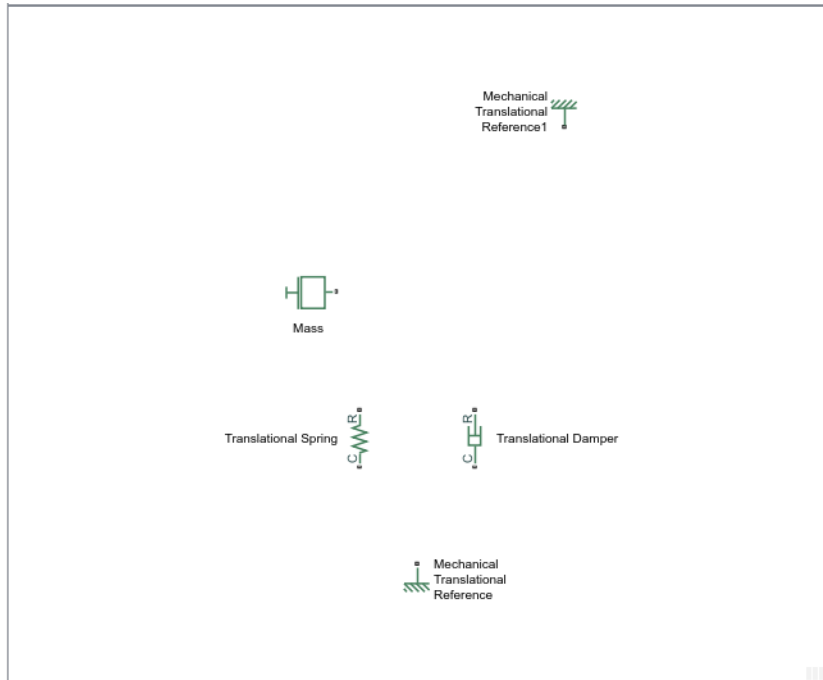 Mechanical
Translational
Reference1
Mass
R
R
Translational Spring
Translational Damper
C
C
Mechanical
Translational
Reference